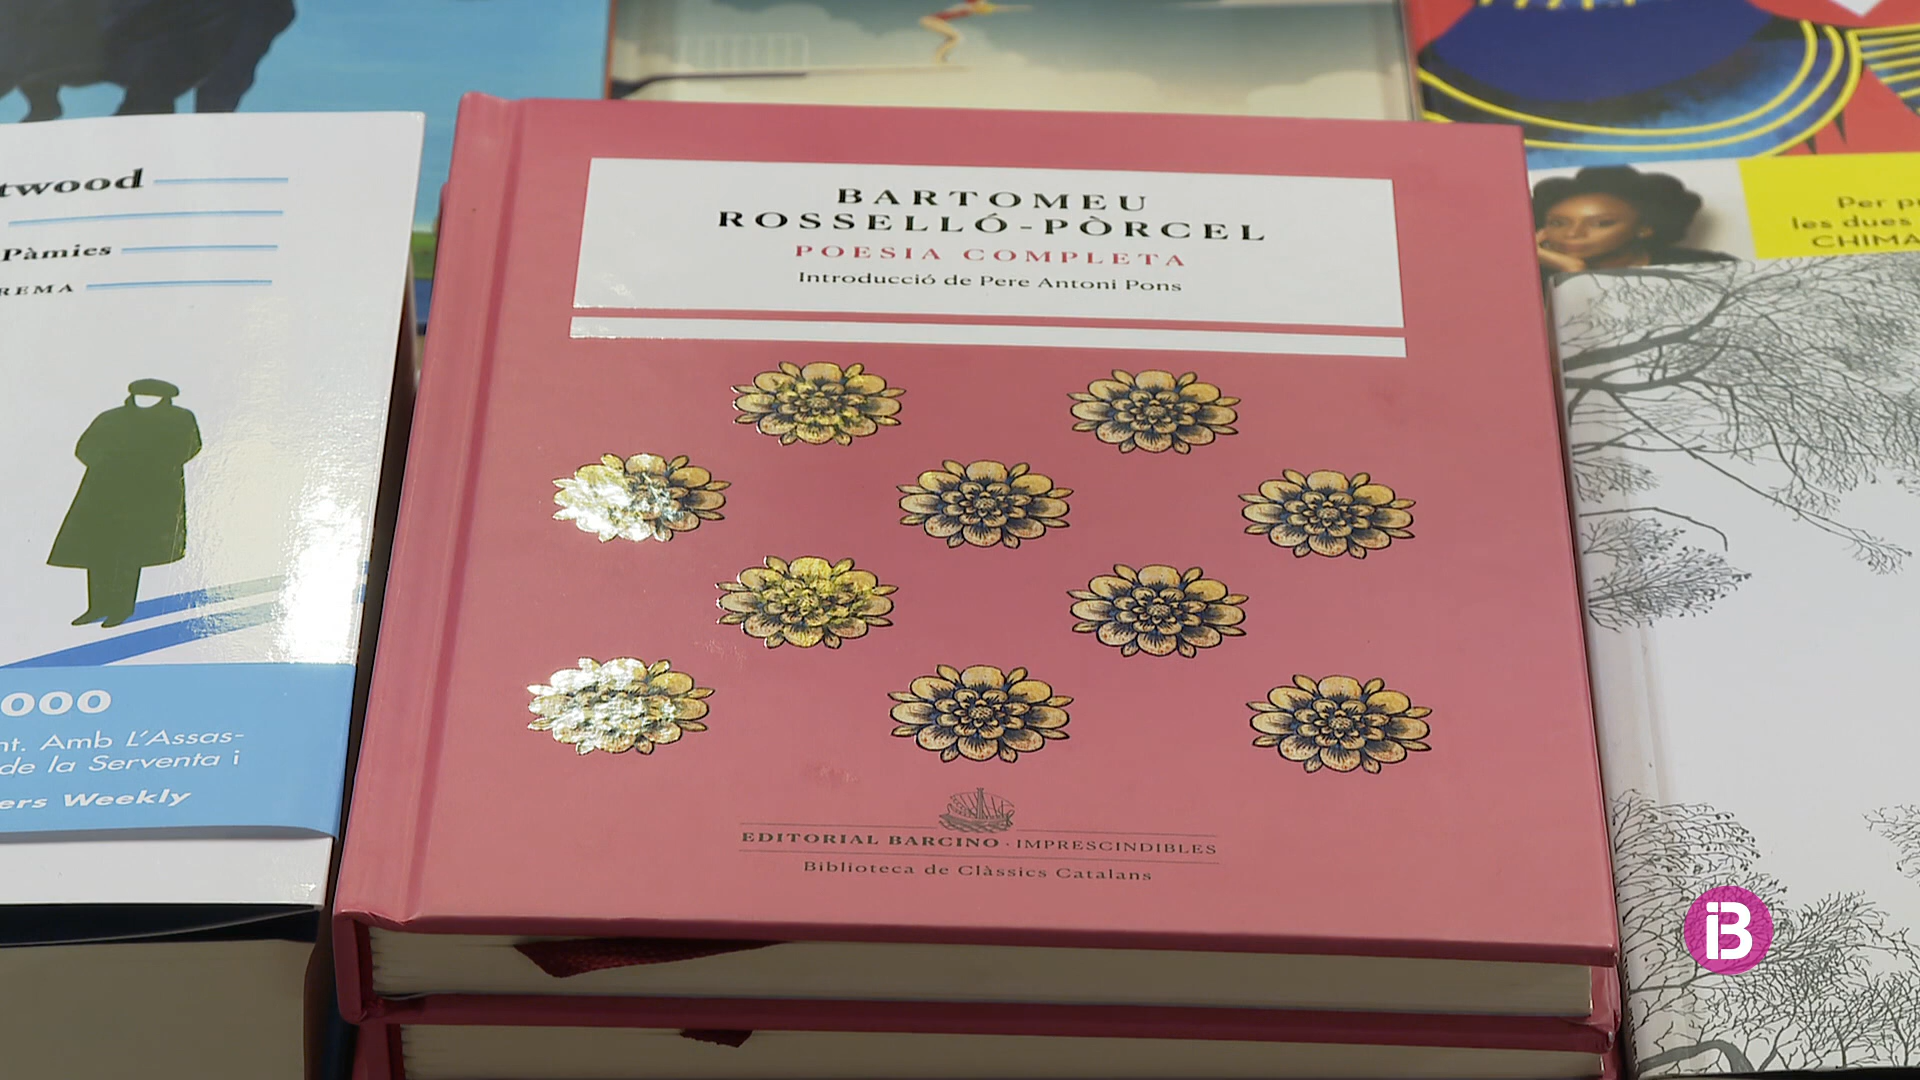 BARTOMEU
ROSSELLÓ-PÒRCEL
POESIA COMPLETA
Introducció de Pere Antoni Pons
EDITORIAL BARCINO · IMPRESCINDIBLES
Biblioteca de Clàssics Catalans
twood
Pàmies
REMA
000
nt. Amb L'Assas-
de la Serventa i
ers Weekly
Per pr
les dues
CHIMA
iB